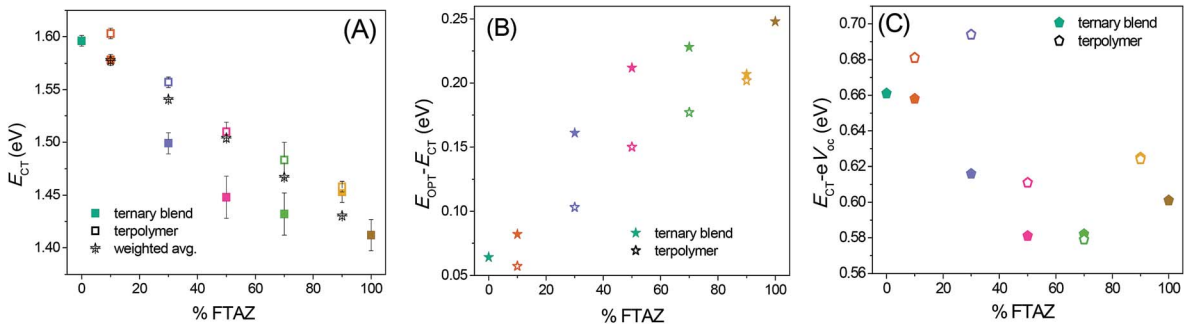 (A)
1.60
1.55
1.50
1.45
1.40
E_CT (eV)
ternary blend
terpolymer
weighted avg.
0 20 40 60 80 100
% FTAZ
(B)
0.25
0.20
0.15
0.10
0.05
E_OPT-E_CT (eV)
ternary blend
terpolymer
0 20 40 60 80 100
% FTAZ
(C)
0.70
0.68
0.66
0.64
0.62
0.60
0.58
0.56
E_CT-eV_oc (eV)
ternary blend
terpolymer
0 20 40 60 80 100
% FTAZ